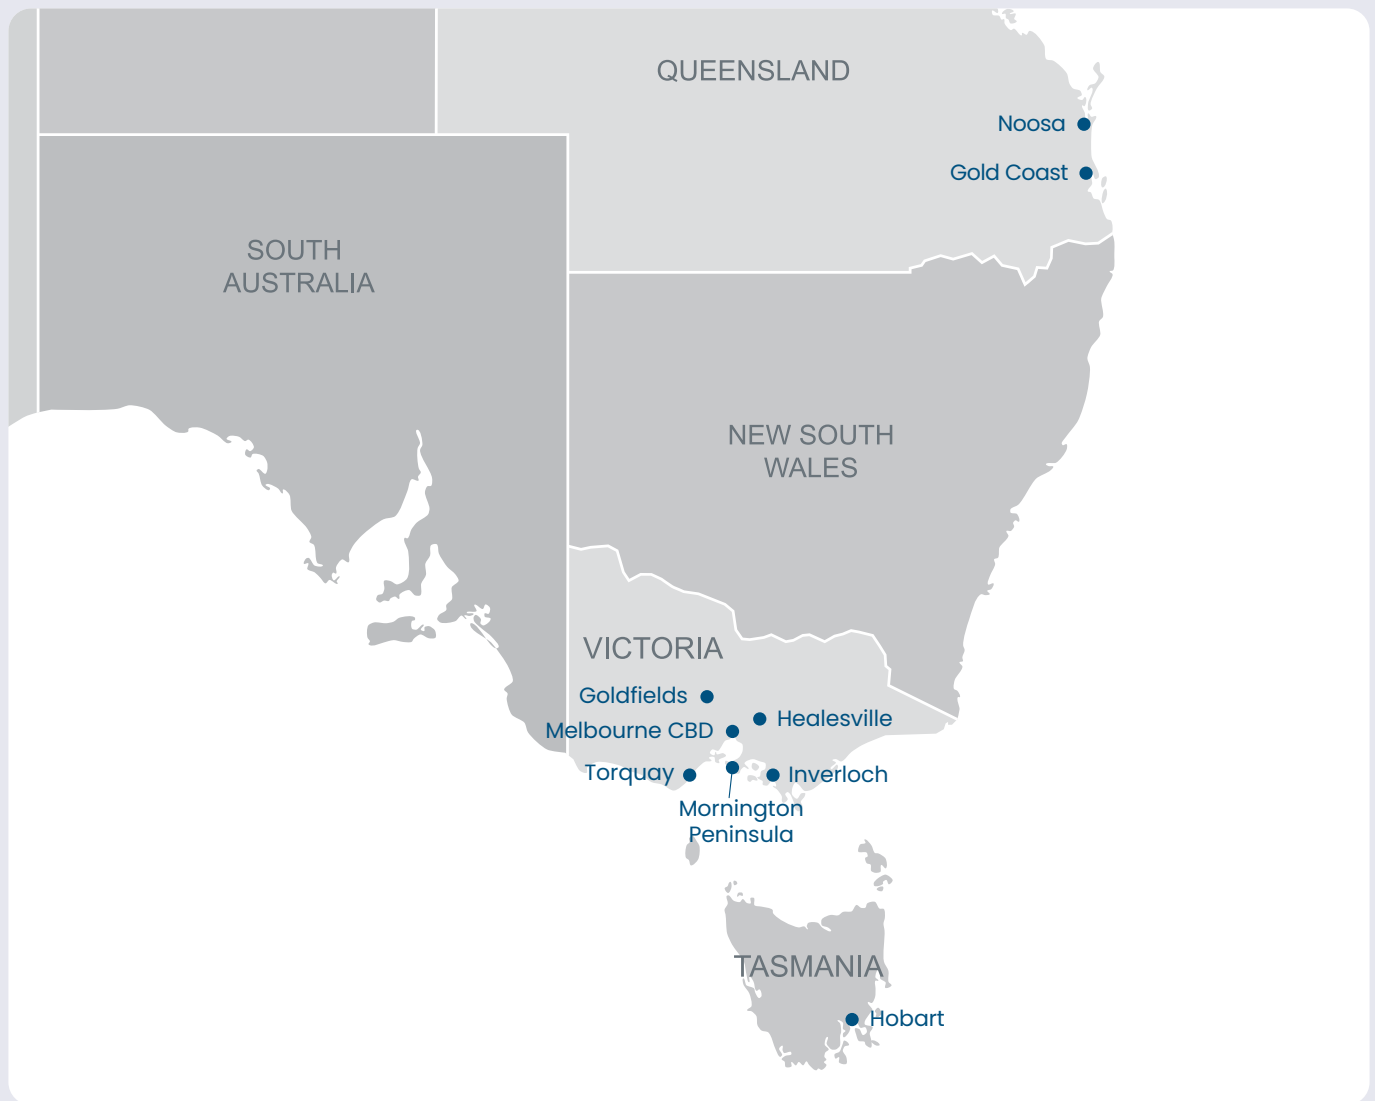 QUEENSLAND
Noosa
Gold Coast
SOUTH
AUSTRALIA
NEW SOUTH
WALES
VICTORIA
Goldfields
Healesville
Melbourne CBD
Torquay
Inverloch
Mornington
Peninsula
TASMANIA
Hobart